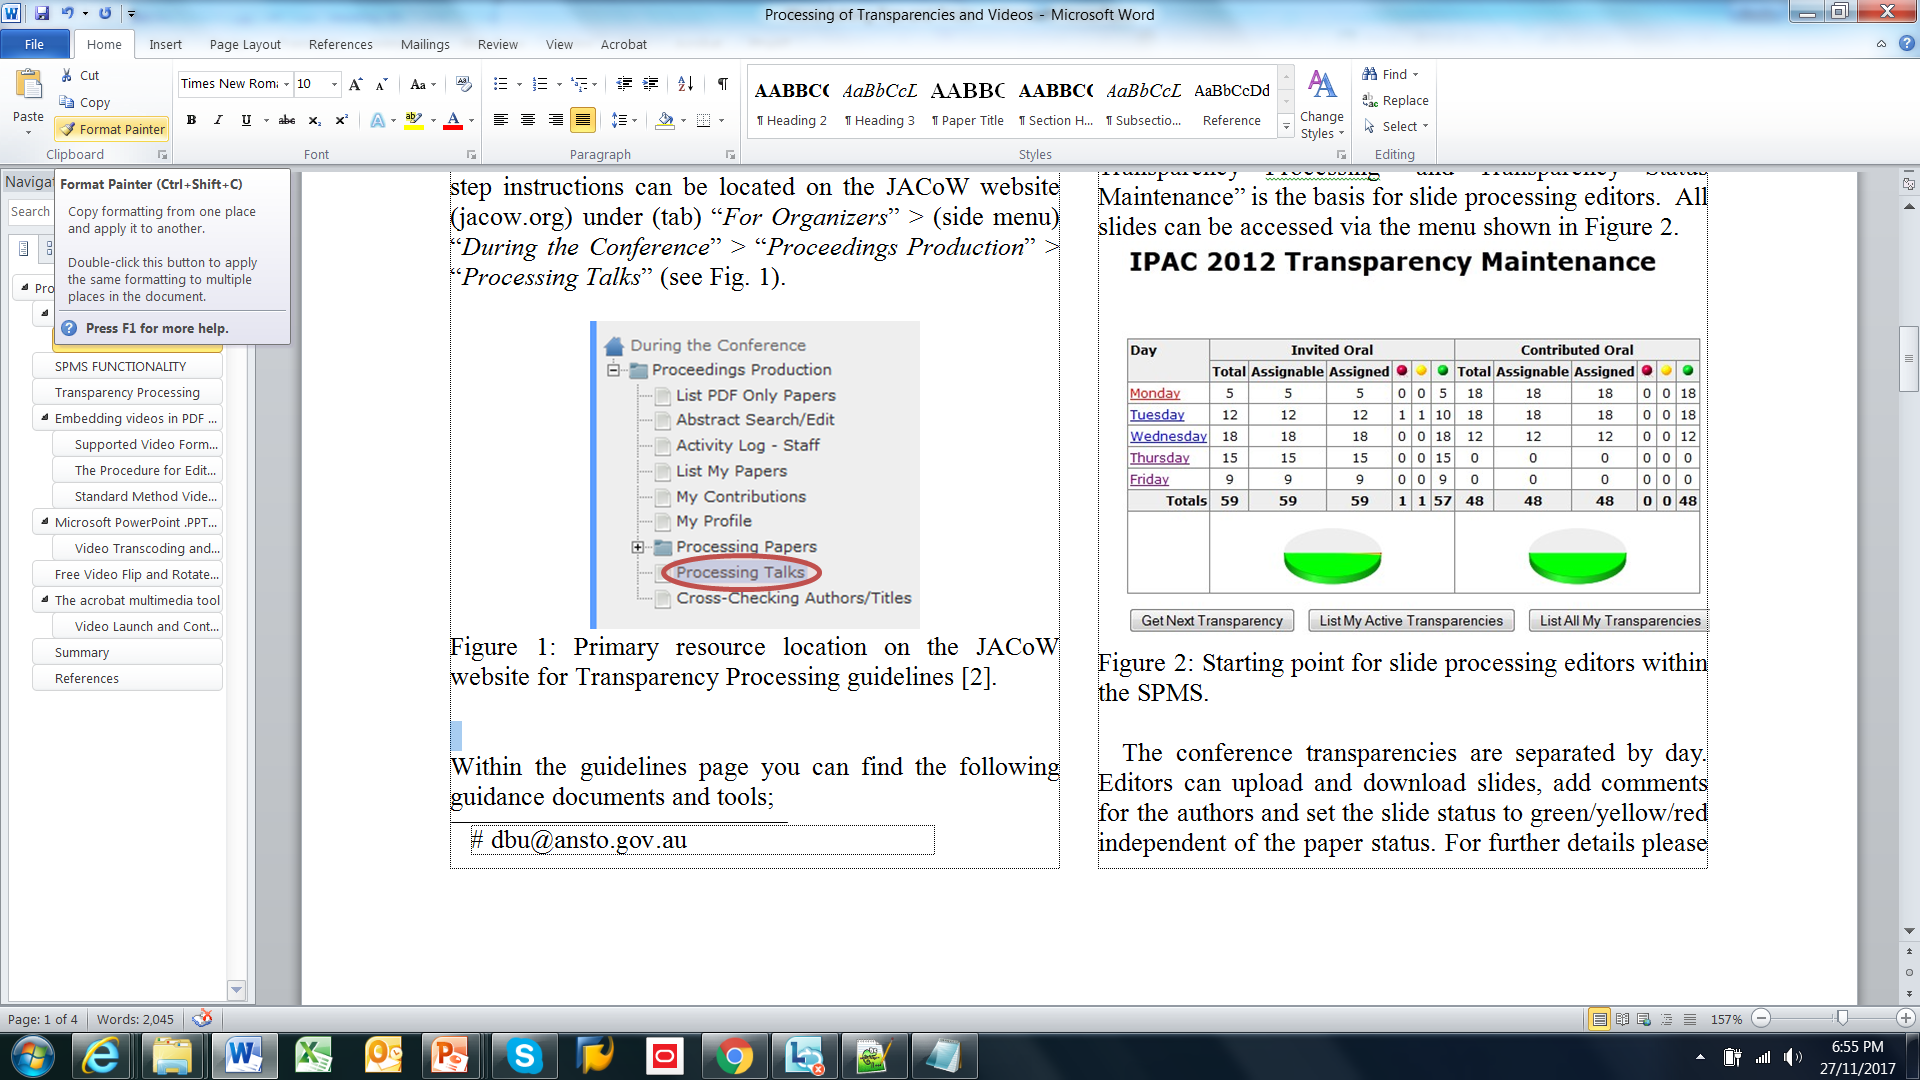 Processing of Transparencies and Videos - Microsoft Word
File Home Insert Page Layout References Mailings Review View Acrobat
Paste
Cut
Copy
Format Painter
Clipboard
Times New Roma 10
Font
Paragraph
AABBC( AaBbCcL AABBC AABBC( AaBbCcL AaBbCcDd
¶ Heading 2 ¶ Heading 3 ¶ Paper Title ¶ Section H... ¶ Subsectio... Reference
Styles
Change Styles
Find
Replace
Select
Editing
Navigat
Search
Pro
Format Painter (Ctrl+Shift+C)
Copy formatting from one place
and apply it to another.
Double-click this button to apply
the same formatting to multiple
places in the document.
Press F1 for more help.
SPMS FUNCTIONALITY
Transparency Processing
Embedding videos in PDF ...
Supported Video Form...
The Procedure for Edit...
Standard Method Vide...
Microsoft PowerPoint .PPT...
Video Transcoding and...
Free Video Flip and Rotate...
The acrobat multimedia tool
Video Launch and Cont...
Summary
References
step instructions can be located on the JACoW website
(jacow.org) under (tab) “For Organizers” > (side menu)
“During the Conference” > “Proceedings Production” >
“Processing Talks” (see Fig. 1).
During the Conference
Proceedings Production
List PDF Only Papers
Abstract Search/Edit
Activity Log - Staff
List My Papers
My Contributions
My Profile
Processing Papers
Processing Talks
Cross-Checking Authors/Titles
Figure 1: Primary resource location on the JACoW
website for Transparency Processing guidelines [2].
Within the guidelines page you can find the following
guidance documents and tools;
# dbu@ansto.gov.au
Transparency Processing and Transparency Status
Maintenance” is the basis for slide processing editors. All
slides can be accessed via the menu shown in Figure 2.
IPAC 2012 Transparency Maintenance
Day Invited Oral Contributed Oral
Total Assignable Assigned Total Assignable Assigned
Monday 5 5 5 0 0 5 18 18 18 0 0 18
Tuesday 12 12 12 1 1 10 18 18 18 0 0 18
Wednesday 18 18 18 0 0 18 12 12 12 0 0 12
Thursday 15 15 15 0 0 15 0 0 0 0 0 0
Friday 9 9 9 0 0 9 0 0 0 0 0 0
Totals 59 59 59 1 1 57 48 48 48 0 0 48
Get Next Transparency List My Active Transparencies List All My Transparencies
Figure 2: Starting point for slide processing editors within
the SPMS.
The conference transparencies are separated by day.
Editors can upload and download slides, add comments
for the authors and set the slide status to green/yellow/red
independent of the paper status. For further details please
Page: 1 of 4 Words: 2,045
157%
6:55 PM
27/11/2017